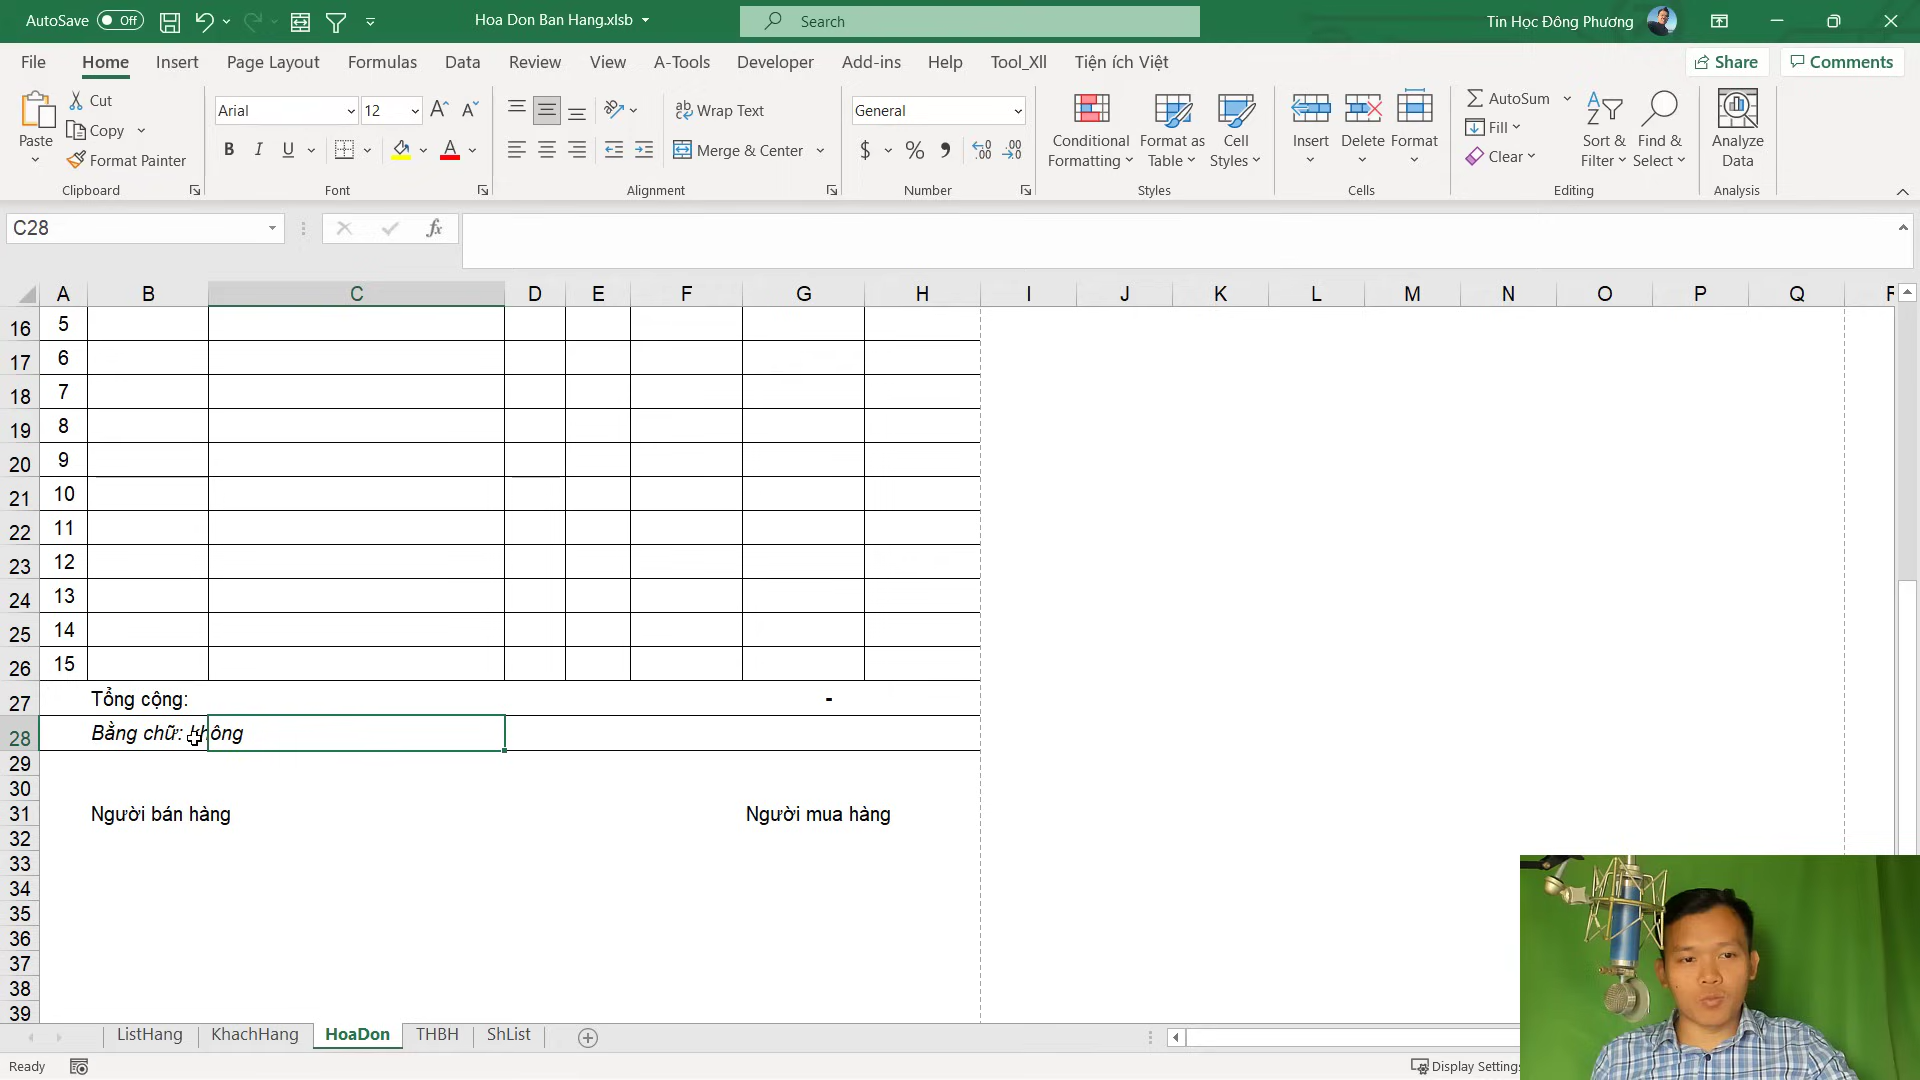 AutoSave Off Hoa Don Ban Hang.xlsb Search Tin Học Đông Phương
File Home Insert Page Layout Formulas Data Review View A-Tools Developer Add-ins Help Tool_Xll Tiện ích Việt Share Comments
Paste Cut Copy Format Painter
Clipboard
Arial 12
B I U A
Font
Wrap Text
Merge & Center
Alignment
General
$ % ,
Number
Conditional Formatting Format as Table Cell Styles
Styles
Insert Delete Format
Cells
AutoSum Fill Clear Sort & Filter Find & Select
Editing
Analyze Data
Analysis
C28 fx
A B C D E F G H I J K L M N O P Q
16 5
17 6
18 7
19 8
20 9
21 10
22 11
23 12
24 13
25 14
26 15
27 Tổng cộng: -
28 Bằng chữ: không
29
30
31 Người bán hàng Người mua hàng
32
33
34
35
36
37
38
39
ListHang KhachHang HoaDon THBH ShList
Ready Display Settings